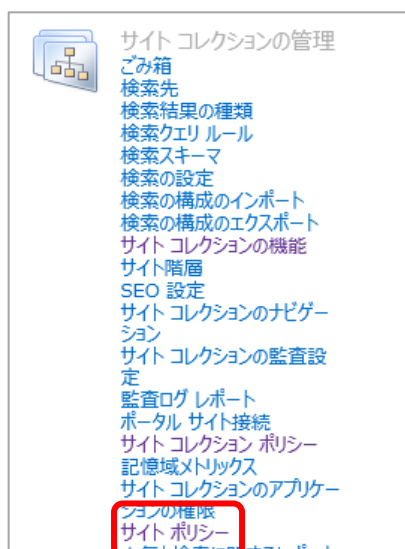 サイト コレクションの管理
ごみ箱
検索先
検索結果の種類
検索クエリ ルール
検索スキーマ
検索の設定
検索の構成のインポート
検索の構成のエクスポート
サイト コレクションの機能
サイト階層
SEO 設定
サイト コレクションのナビゲー
ション
サイト コレクションの監査設
定
監査ログ レポート
ポータル サイト接続
サイト コレクション ポリシー
記憶域メトリックス
サイト コレクションのアプリケー
ションの権限
サイト ポリシー